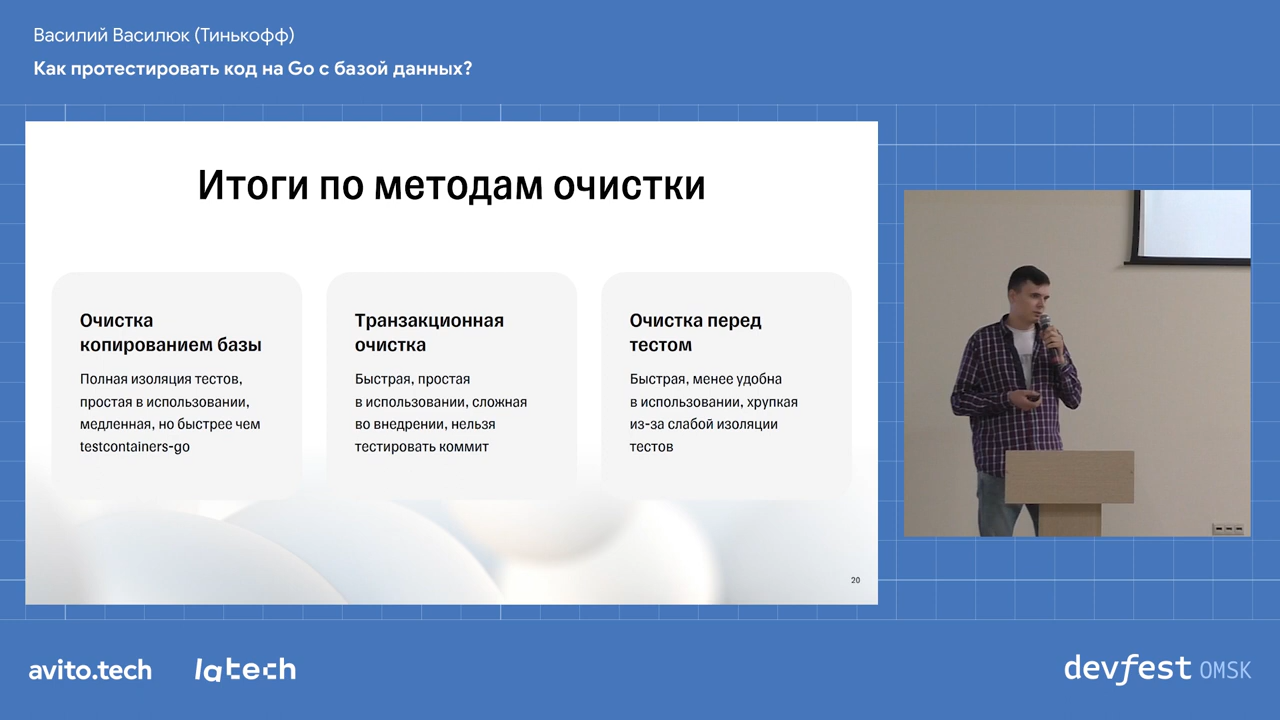 Василий Василюк (Тинькофф)
Как протестировать код на Go с базой данных?
Итоги по методам очистки
Очистка
копированием базы
Полная изоляция тестов,
простая в использовании,
медленная, но быстрее чем
testcontainers-go
Транзакционная
очистка
Быстрая, простая
в использовании, сложная
во внедрении, нельзя
тестировать коммит
Очистка перед
тестом
Быстрая, менее удобна
в использовании, хрупкая
из-за слабой изоляции
тестов
20
avito.tech
latech
devfest OMSK